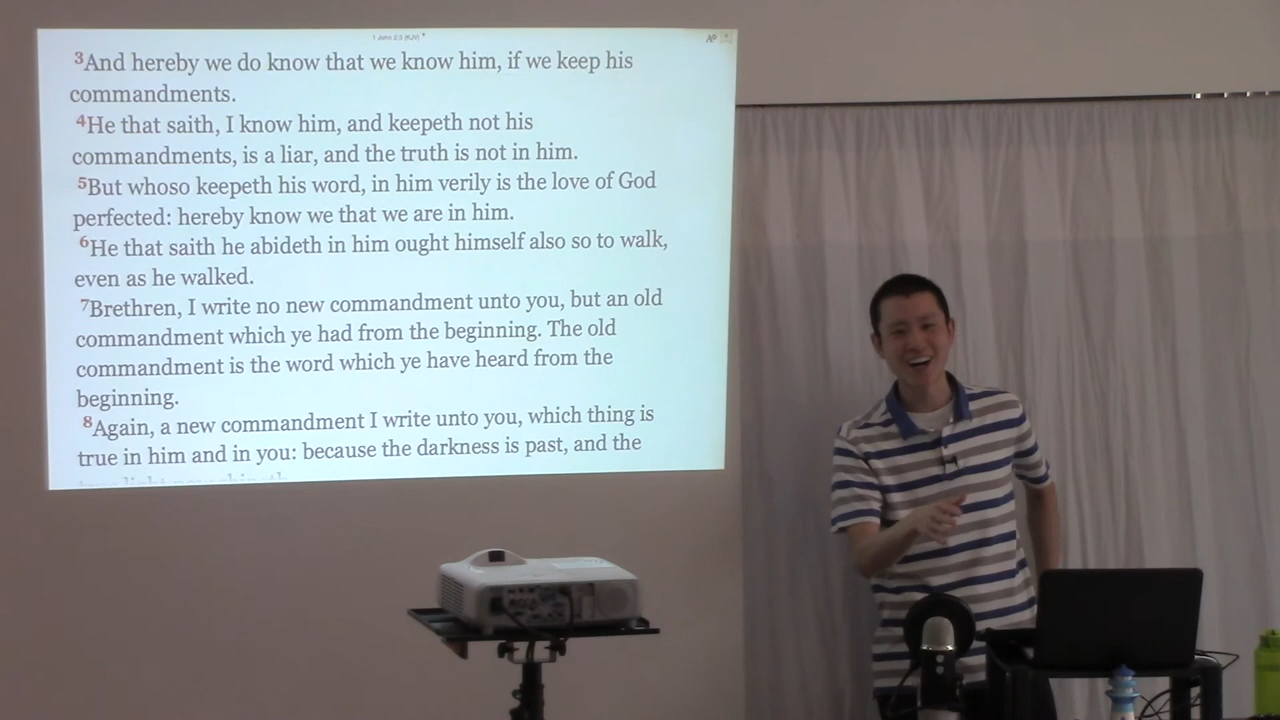 1 John 2:3 (KJV)
3And hereby we do know that we know him, if we keep his
commandments.
4He that saith, I know him, and keepeth not his
commandments, is a liar, and the truth is not in him.
5But whoso keepeth his word, in him verily is the love of God
perfected: hereby know we that we are in him.
6He that saith he abideth in him ought himself also so to walk,
even as he walked.
7Brethren, I write no new commandment unto you, but an old
commandment which ye had from the beginning. The old
commandment is the word which ye have heard from the
beginning.
8Again, a new commandment I write unto you, which thing is
true in him and in you: because the darkness is past, and the